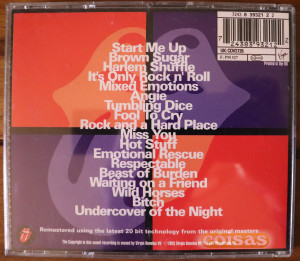 Start Me Up
Brown Sugar
Harlem Shuffle
It's Only Rock n' Roll
Mixed Emotions
Angie
Tumbling Dice
Fool To Cry
Rock and a Hard Place
Miss You
Hot Stuff
Emotional Rescue
Respectable
Beast of Burden
Waiting on a Friend
Wild Horses
Bitch
Undercover of the Night
Remastered using the latest 20 bit technology from the original masters
coisas